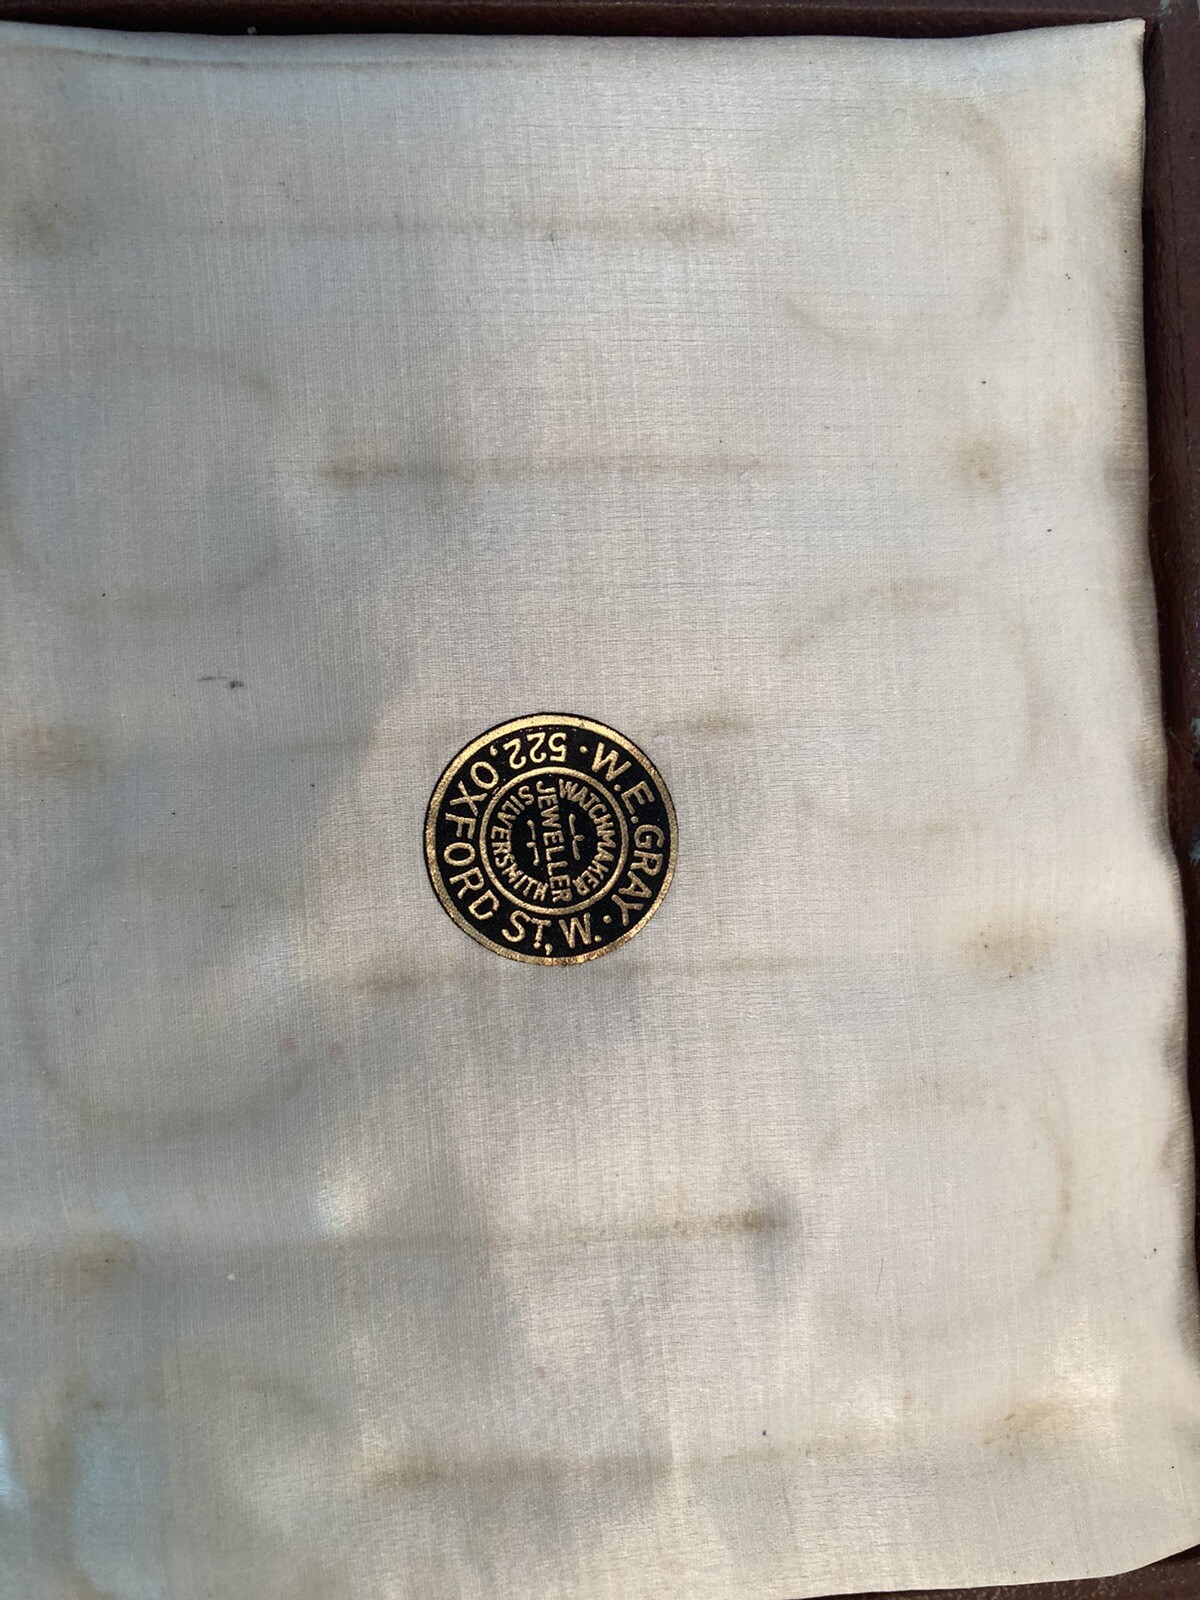 · W. E. GRAY ·
522, OXFORD ST, W.
WATCHMAKER
JEWELLER
SILVERSMITH